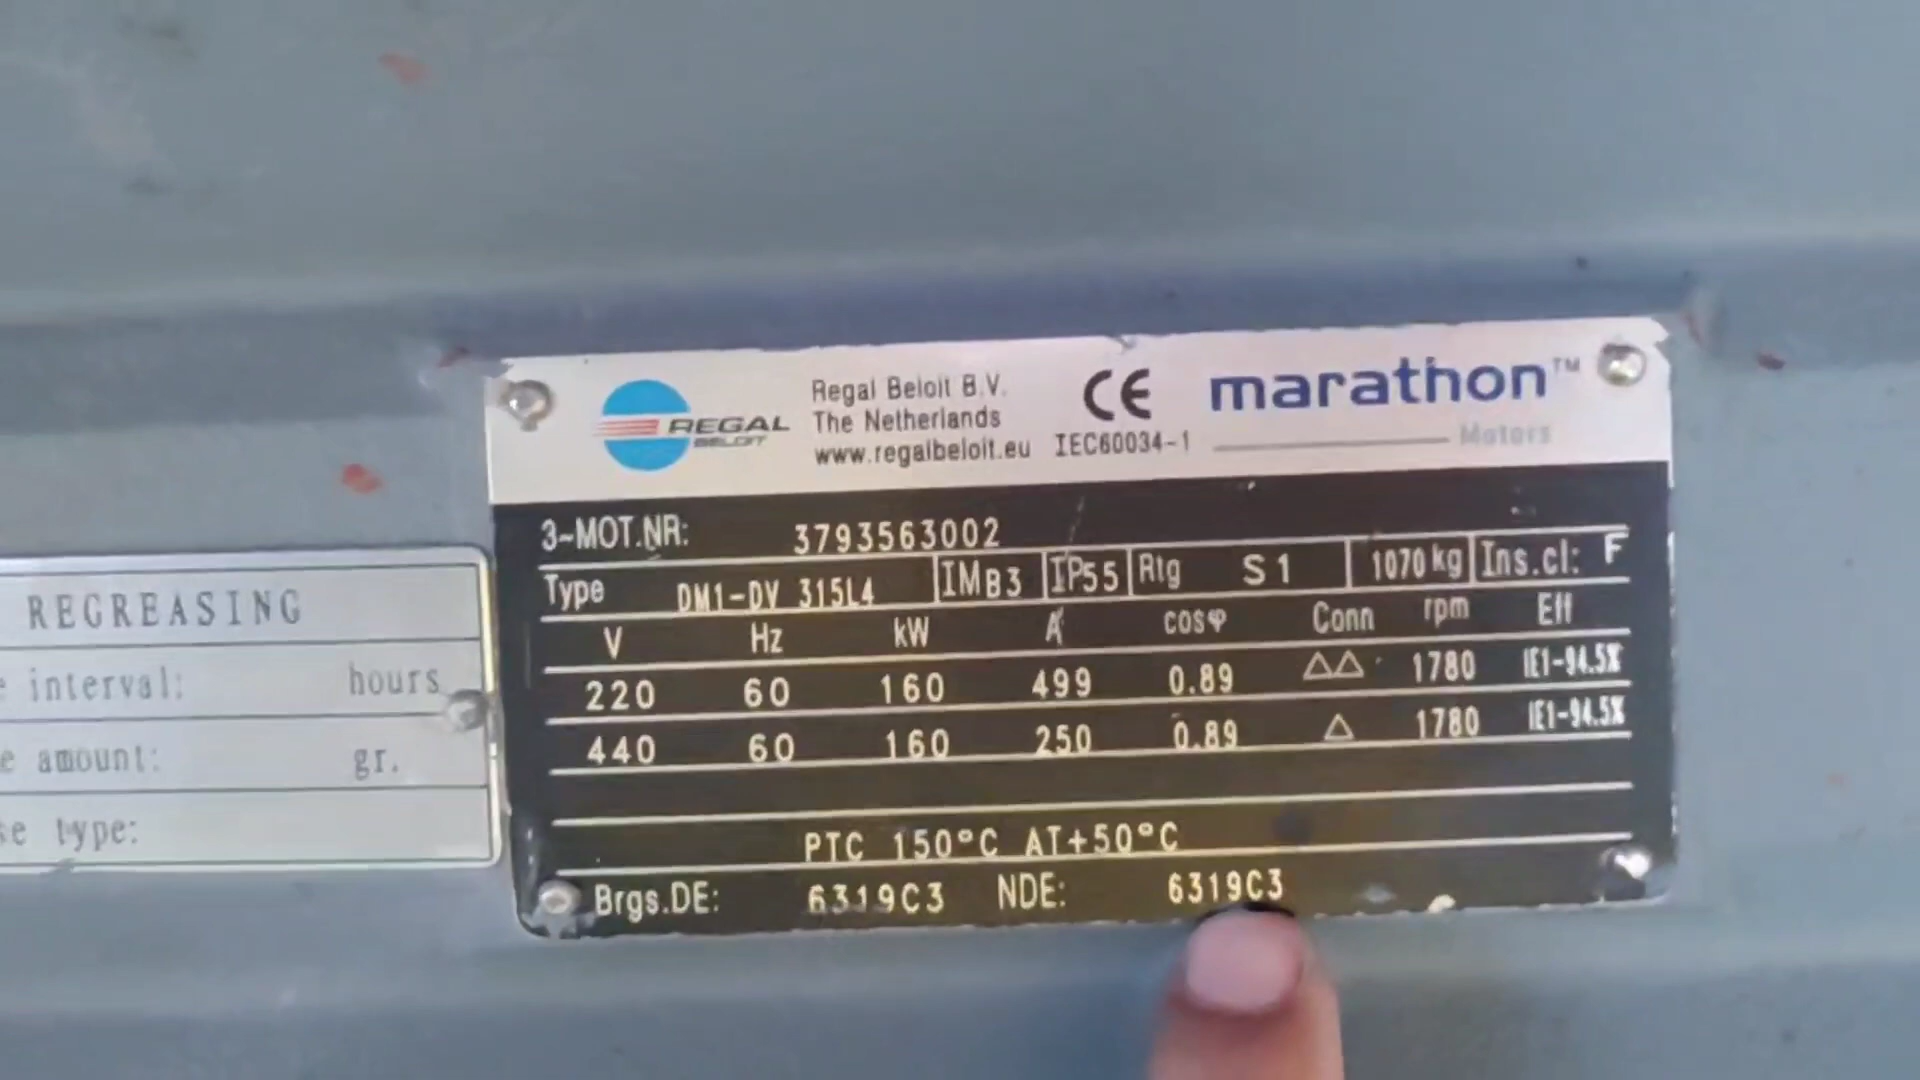 REGAL
BELOIT
Regal Beloit B.V.
The Netherlands
www.regalbeloit.eu
CE
IEC60034-1
marathon™
Motors
3~MOT.NR: 3793563002
Type DM1-DV 315L4 IMB3 IP55 Rtg S1 1070 kg Ins.cl: F
V Hz kW A cosφ Conn rpm Eff
220 60 160 499 0.89 △△ 1780 IE1-94.5%
440 60 160 250 0.89 △ 1780 IE1-94.5%
PTC 150°C AT+50°C
Brgs.DE: 6319C3 NDE: 6319C3
REGREASING
interval: hours
amount: gr.
type: